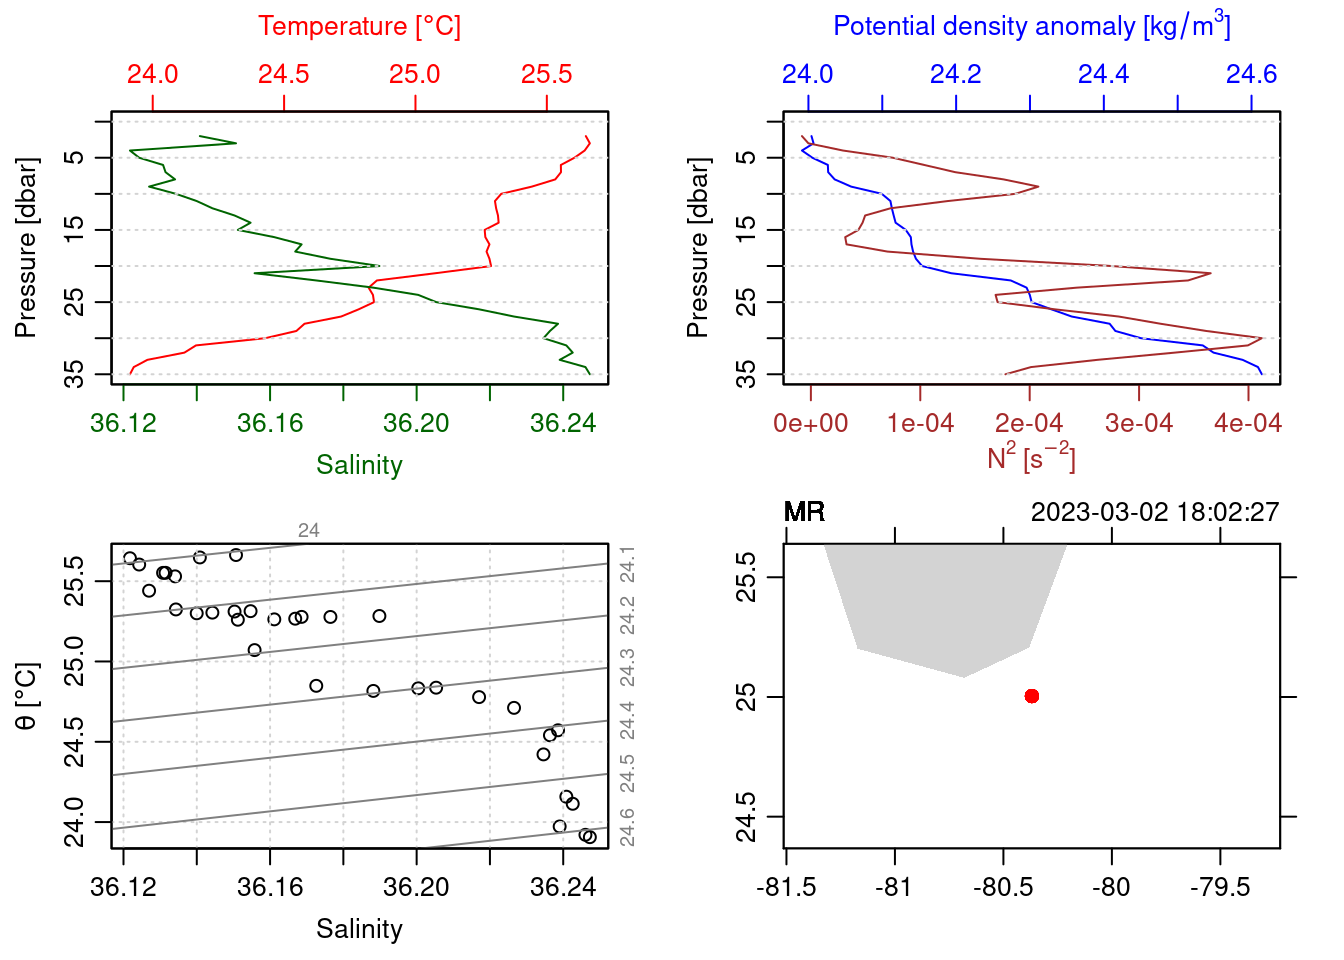 Temperature [°C]
24.0 24.5 25.0 25.5
Pressure [dbar]
5 15 25 35
36.12 36.16 36.20 36.24
Salinity
Potential density anomaly [kg/m³]
24.0 24.2 24.4 24.6
Pressure [dbar]
5 15 25 35
0e+00 1e-04 2e-04 3e-04 4e-04
N² [s⁻²]
24
24.1
24.2
24.3
24.4
24.5
24.6
θ [°C]
25.5
25.0
24.5
24.0
36.12 36.16 36.20 36.24
Salinity
MR 2023-03-02 18:02:27
25.5
25
24.5
-81.5 -81 -80.5 -80 -79.5